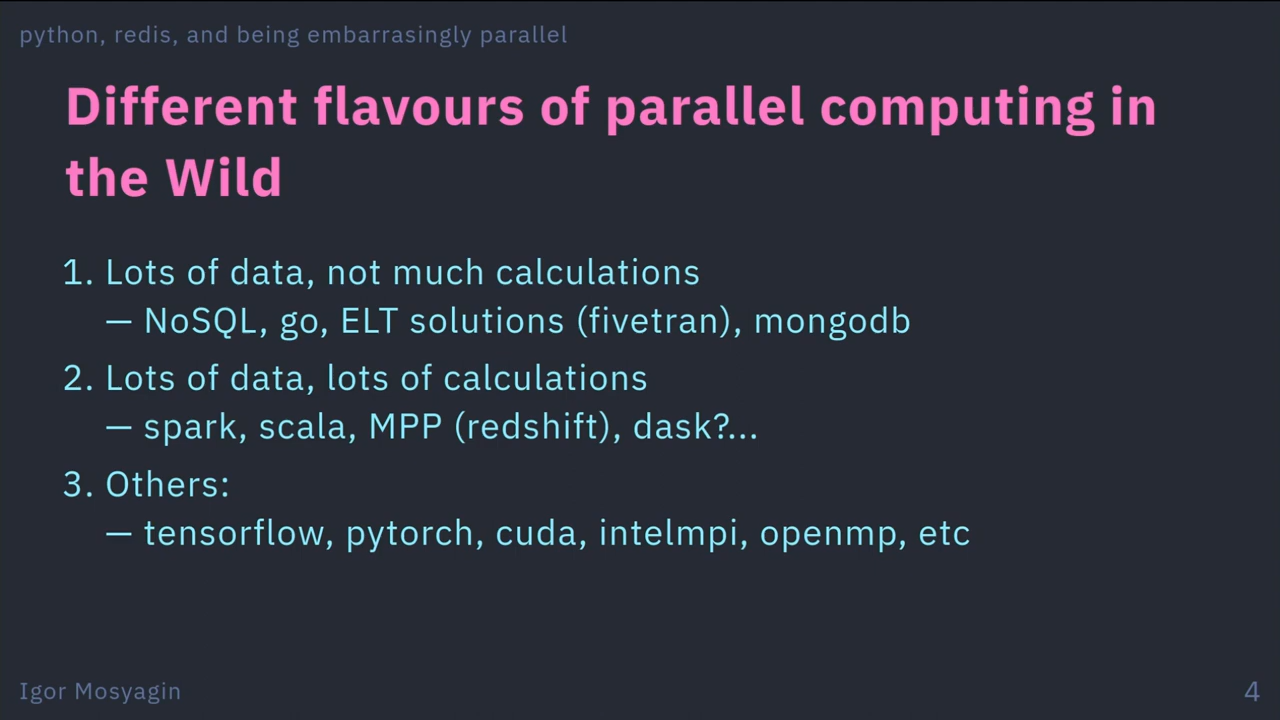 python, redis, and being embarrasingly parallel
Different flavours of parallel computing in
the Wild
1. Lots of data, not much calculations
— NoSQL, go, ELT solutions (fivetran), mongodb
2. Lots of data, lots of calculations
— spark, scala, MPP (redshift), dask?...
3. Others:
— tensorflow, pytorch, cuda, intelmpi, openmp, etc
Igor Mosyagin
4